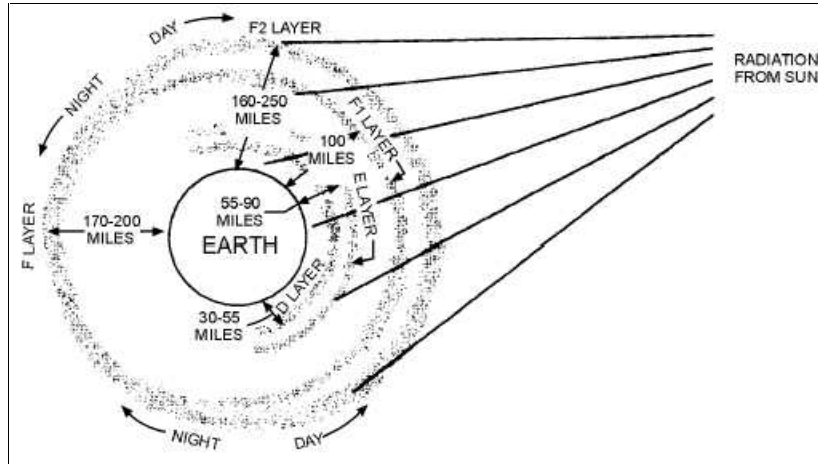 DAY
F2 LAYER
RADIATION
FROM SUN
NIGHT
160-250
MILES
F1 LAYER
100
MILES
E LAYER
55-90
MILES
F LAYER
170-200
MILES
EARTH
D LAYER
30-55
MILES
NIGHT
DAY